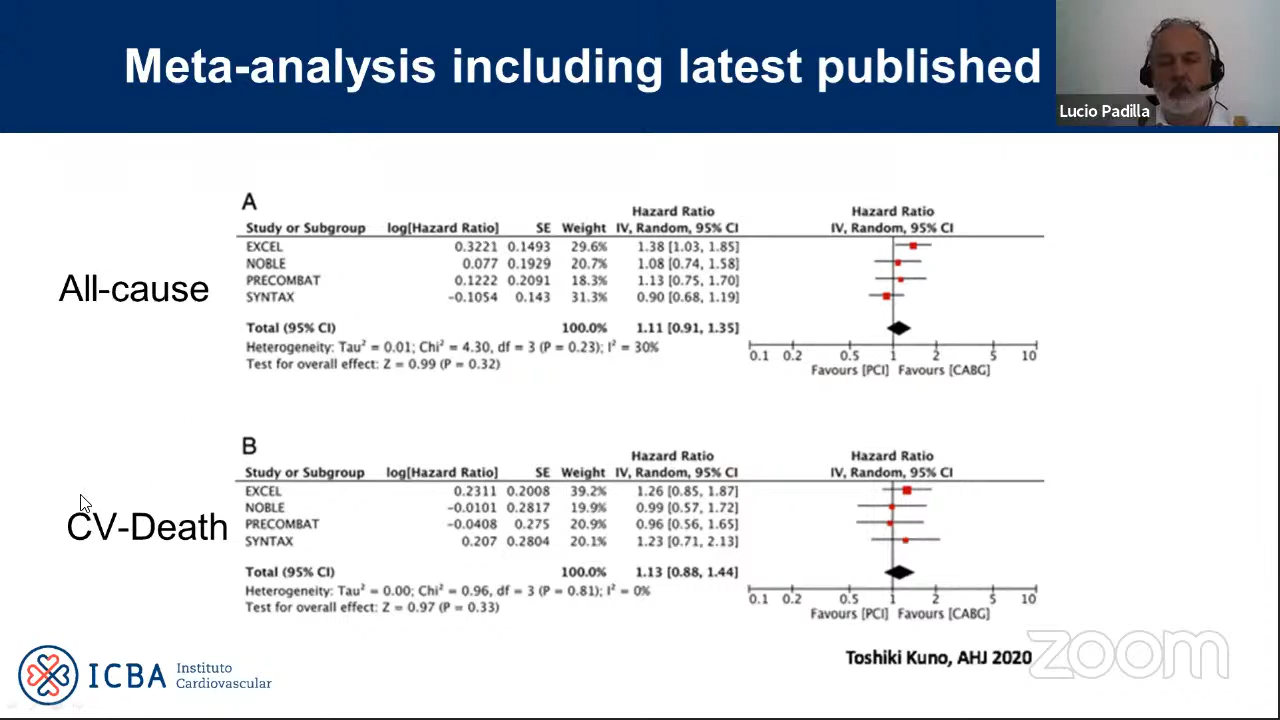 Meta-analysis including latest published
Lucio Padilla
A
Hazard Ratio Hazard Ratio
Study or Subgroup log[Hazard Ratio] SE Weight IV, Random, 95% CI IV, Random, 95% CI
EXCEL 0.3221 0.1493 29.6% 1.38 [1.03, 1.85]
NOBLE 0.077 0.1929 20.7% 1.08 [0.74, 1.58]
PRECOMBAT 0.1222 0.2091 18.3% 1.13 [0.75, 1.70]
SYNTAX −0.1054 0.143 31.3% 0.90 [0.68, 1.19]
All-cause
Total (95% CI) 100.0% 1.11 [0.91, 1.35]
Heterogeneity: Tau² = 0.01; Chi² = 4.30, df = 3 (P = 0.23); I² = 30%
Test for overall effect: Z = 0.99 (P = 0.32)
0.1 0.2 0.5 1 2 5 10
Favours [PCI] Favours [CABG]
B
Hazard Ratio Hazard Ratio
Study or Subgroup log[Hazard Ratio] SE Weight IV, Random, 95% CI IV, Random, 95% CI
EXCEL 0.2311 0.2008 39.2% 1.26 [0.85, 1.87]
NOBLE −0.0101 0.2817 19.9% 0.99 [0.57, 1.72]
PRECOMBAT −0.0408 0.275 20.9% 0.96 [0.56, 1.65]
SYNTAX 0.207 0.2804 20.1% 1.23 [0.71, 2.13]
CV-Death
Total (95% CI) 100.0% 1.13 [0.88, 1.44]
Heterogeneity: Tau² = 0.00; Chi² = 0.96, df = 3 (P = 0.81); I² = 0%
Test for overall effect: Z = 0.97 (P = 0.33)
0.1 0.2 0.5 1 2 5 10
Favours [PCI] Favours [CABG]
Toshiki Kuno, AHJ 2020
zoom
ICBA Instituto
Cardiovascular